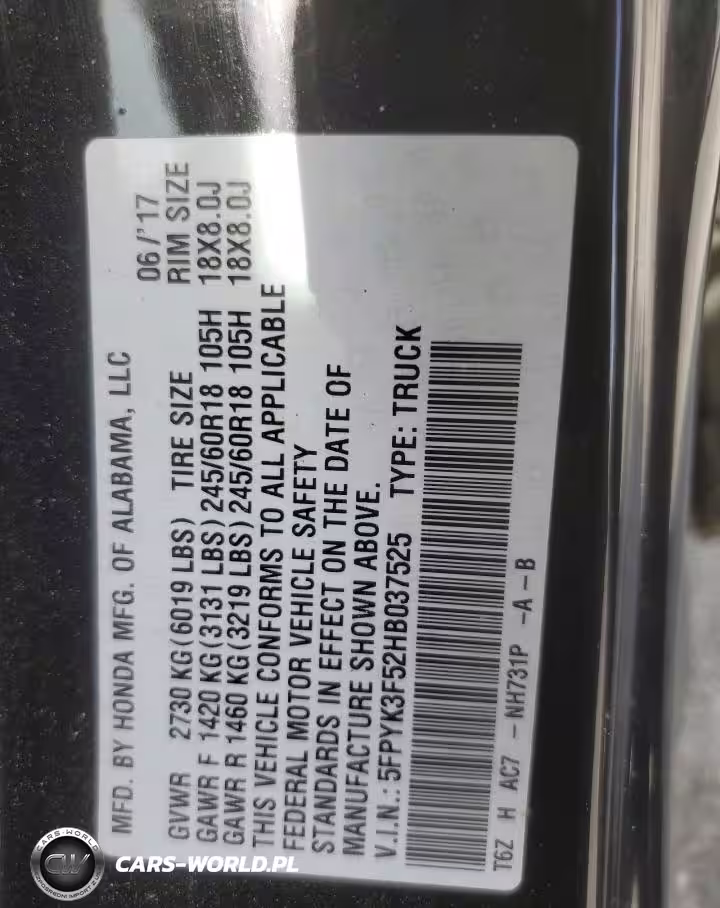 MFD. BY HONDA MFG. OF ALABAMA, LLC
06/'17
GVWR 2730 KG(6019 LBS) TIRE SIZE RIM SIZE
GAWR F 1420 KG(3131 LBS)245/60R18 105H 18X8.0J
GAWR R 1460 KG(3219 LBS)245/60R18 105H 18X8.0J
THIS VEHICLE CONFORMS TO ALL APPLICABLE
FEDERAL MOTOR VEHICLE SAFETY
STANDARDS IN EFFECT ON THE DATE OF
MANUFACTURE SHOWN ABOVE.
V.I.N.: 5FPYK3F52HB037525 TYPE: TRUCK
T6Z H AC7 -NH731P -A-B
CARS-WORLD
CW
CARS-WORLD.PL